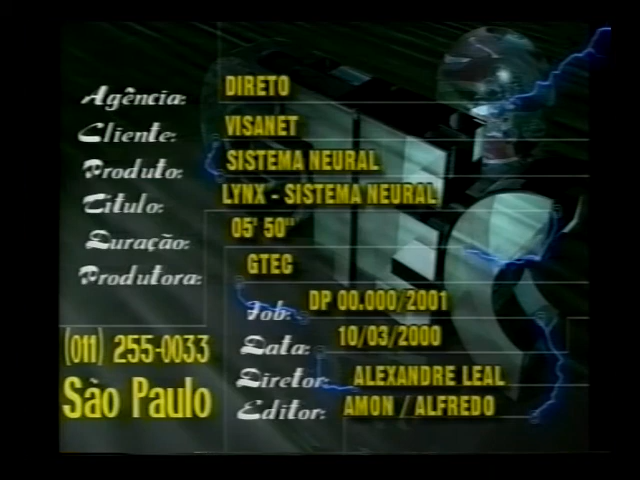 Agência: DIRETO
Cliente: VISANET
Produto: SISTEMA NEURAL
Título: LYNX - SISTEMA NEURAL
Duração: 05' 50"
Produtora: GTEC
Job: DP 00.000/2001
Data: 10/03/2000
Diretor: ALEXANDRE LEAL
Editor: AMON / ALFREDO
(011) 255-0033
São Paulo